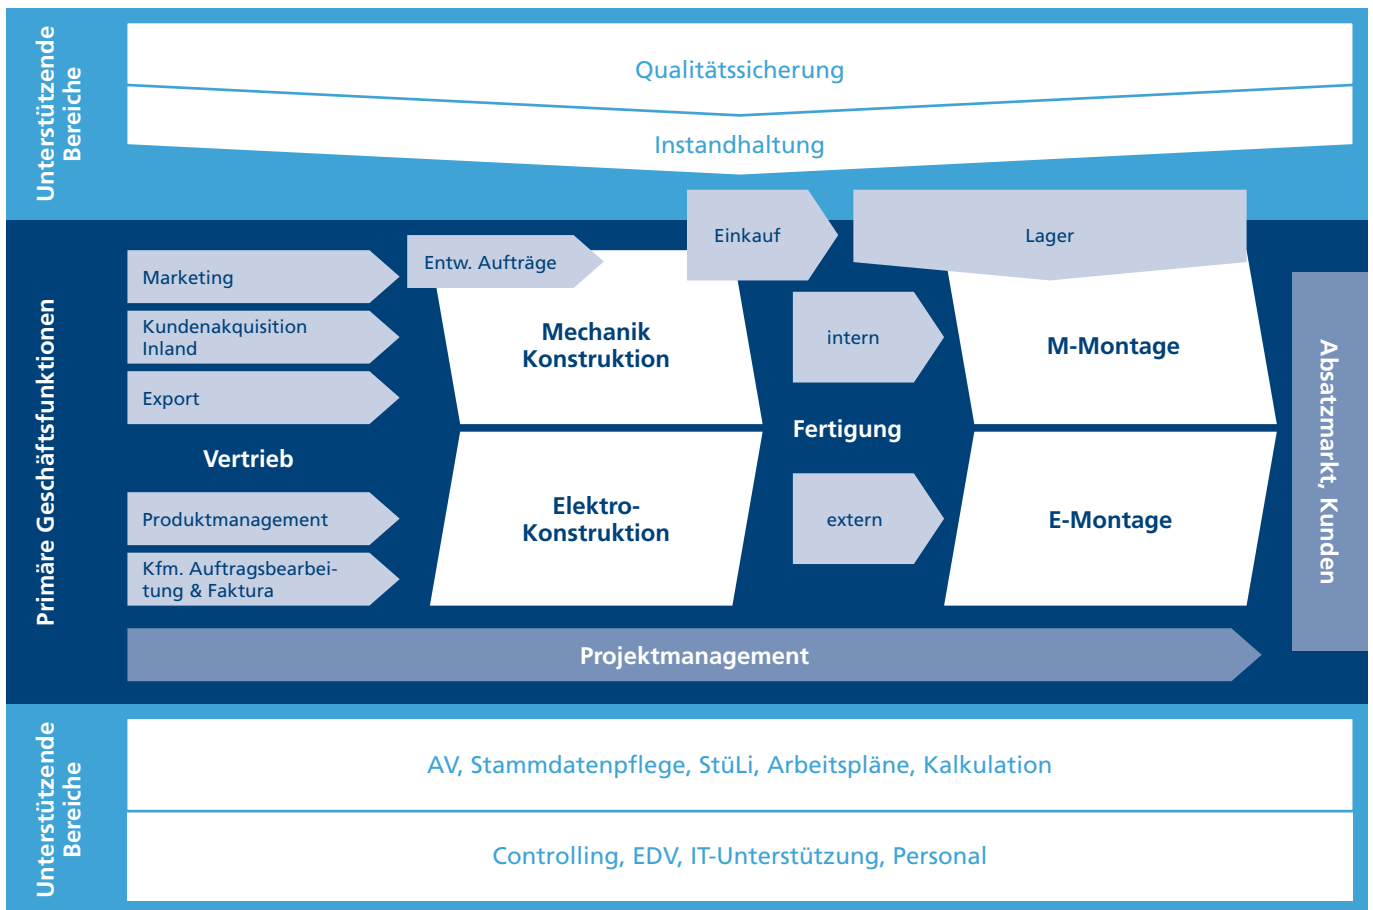 Unterstützende
Bereiche
Qualitätssicherung
Instandhaltung
Primäre Geschäftsfunktionen
Marketing
Kundenakquisition
Inland
Export
Vertrieb
Produktmanagement
Kfm. Auftragsbearbei-
tung & Faktura
Entw. Aufträge
Mechanik
Konstruktion
Elektro-
Konstruktion
Einkauf
intern
Fertigung
extern
Lager
M-Montage
E-Montage
Absatzmarkt, Kunden
Projektmanagement
Unterstützende
Bereiche
AV, Stammdatenpflege, StüLi, Arbeitspläne, Kalkulation
Controlling, EDV, IT-Unterstützung, Personal